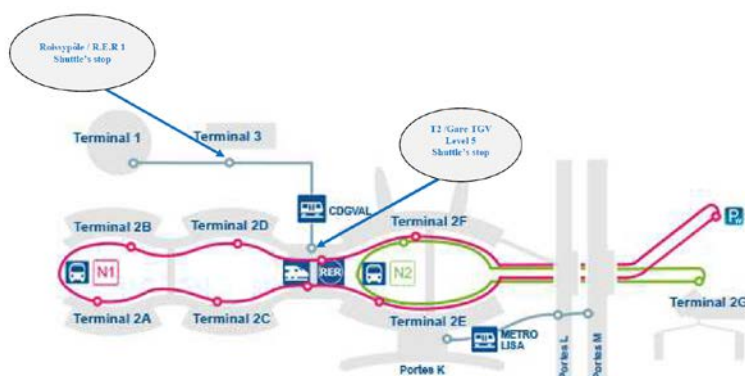 Roissypôle / R.E.R 1
Shuttle's stop
T2 /Gare TGV
Level 5
Shuttle's stop
Terminal 1
Terminal 3
CDGVAL
Terminal 2B
Terminal 2D
Terminal 2F
N1
RER
N2
Terminal 2A
Terminal 2C
Terminal 2E
Terminal 2G
METRO
LISA
Portes K
Portes L
Portes M